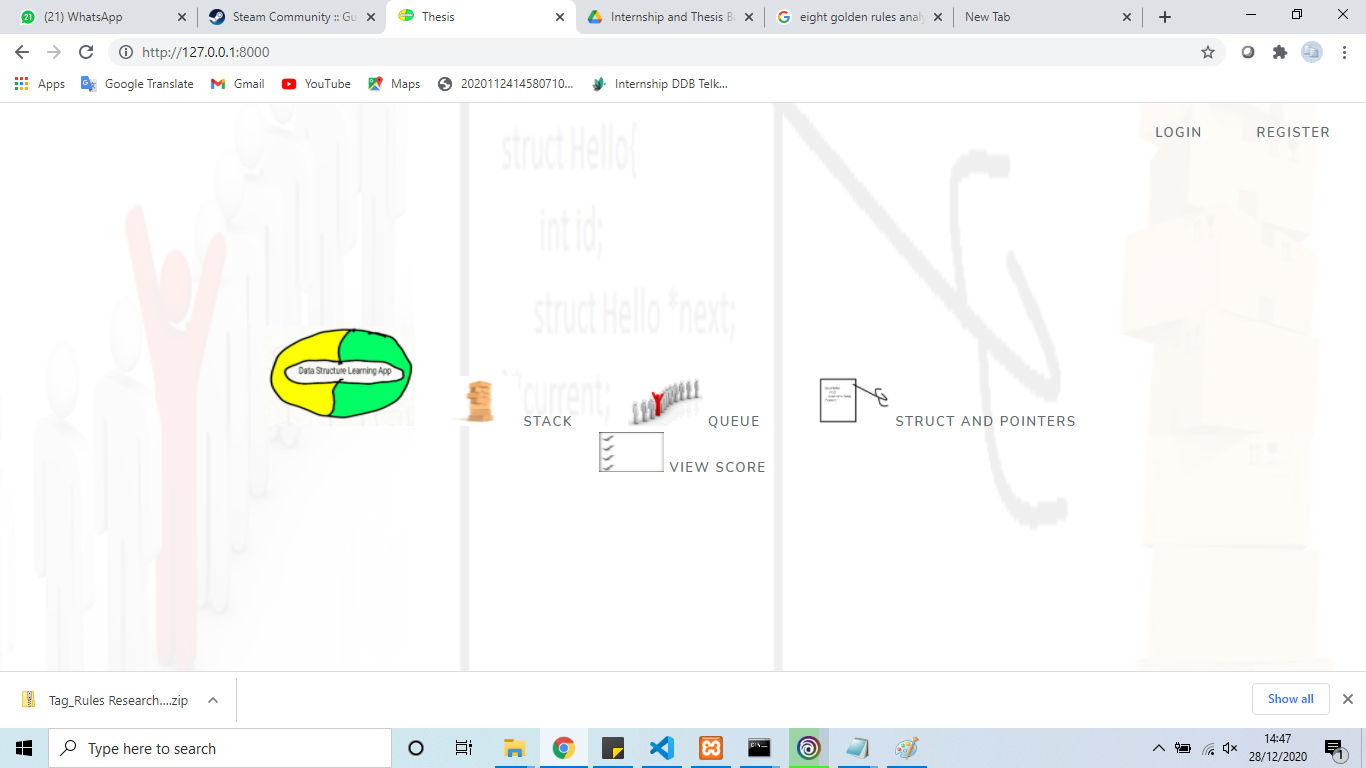 (21) WhatsApp
Steam Community :: Gu
Thesis
Internship and Thesis B
eight golden rules analy
New Tab
http://127.0.0.1:8000
Apps
Google Translate
Gmail
YouTube
Maps
2020112414580710...
Internship DDB Telk...
LOGIN
REGISTER
struct Hello{
int id;
struct Hello *next;
*current;
Data Structure Learning App
STACK
QUEUE
STRUCT AND POINTERS
VIEW SCORE
Tag_Rules Research....zip
Show all
Type here to search
14:47
28/12/2020